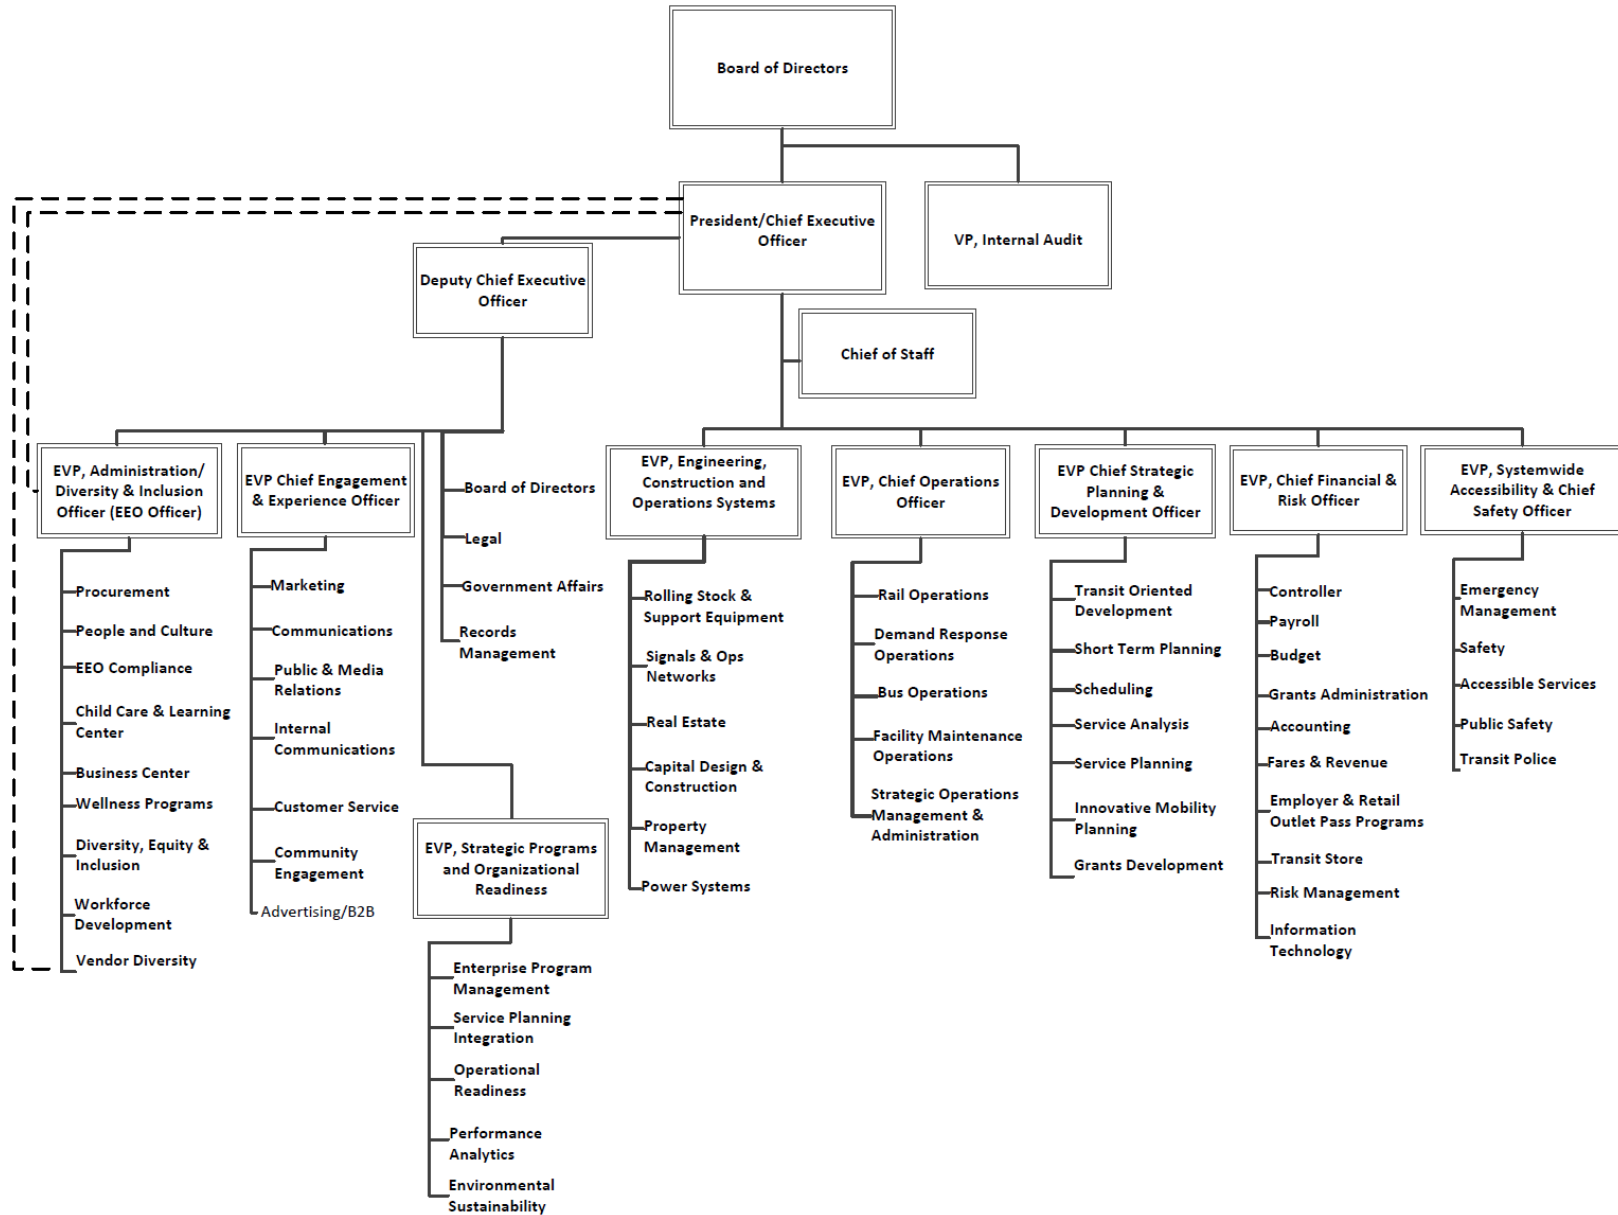 Board of Directors
President/Chief Executive
Officer
VP, Internal Audit
Deputy Chief Executive
Officer
Chief of Staff
EVP, Administration/
Diversity & Inclusion
Officer (EEO Officer)
Procurement
People and Culture
EEO Compliance
Child Care & Learning
Center
Business Center
Wellness Programs
Diversity, Equity &
Inclusion
Workforce
Development
Vendor Diversity
EVP Chief Engagement
& Experience Officer
Marketing
Communications
Public & Media
Relations
Internal
Communications
Customer Service
Community
Engagement
Advertising/B2B
Board of Directors
Legal
Government Affairs
Records
Management
EVP, Strategic Programs
and Organizational
Readiness
Enterprise Program
Management
Service Planning
Integration
Operational
Readiness
Performance
Analytics
Environmental
Sustainability
EVP, Engineering,
Construction and
Operations Systems
Rolling Stock &
Support Equipment
Signals & Ops
Networks
Real Estate
Capital Design &
Construction
Property
Management
Power Systems
EVP, Chief Operations
Officer
Rail Operations
Demand Response
Operations
Bus Operations
Facility Maintenance
Operations
Strategic Operations
Management &
Administration
EVP Chief Strategic
Planning &
Development Officer
Transit Oriented
Development
Short Term Planning
Scheduling
Service Analysis
Service Planning
Innovative Mobility
Planning
Grants Development
EVP, Chief Financial &
Risk Officer
Controller
Payroll
Budget
Grants Administration
Accounting
Fares & Revenue
Employer & Retail
Outlet Pass Programs
Transit Store
Risk Management
Information
Technology
EVP, Systemwide
Accessibility & Chief
Safety Officer
Emergency
Management
Safety
Accessible Services
Public Safety
Transit Police